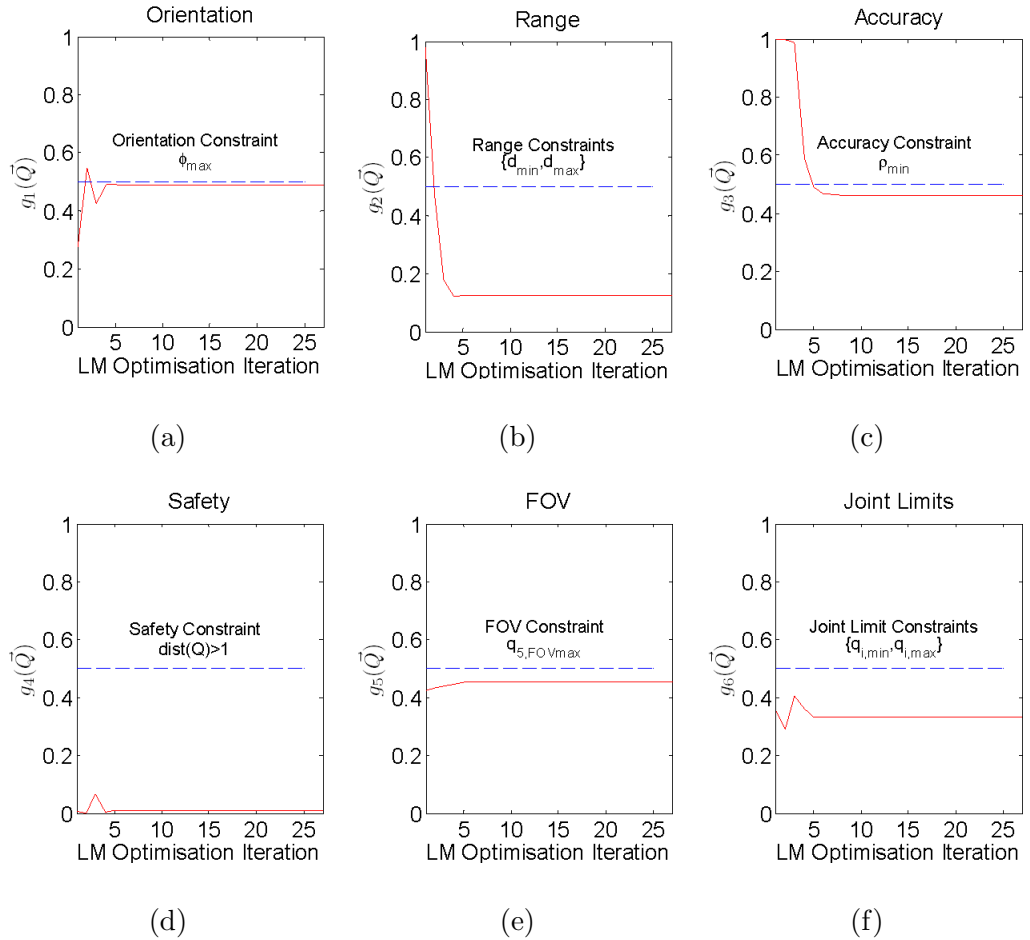 Orientation
1
0.8
0.6
0.4
0.2
0
g₁(Q⃗)
Orientation Constraint
ϕmax
5 10 15 20 25
LM Optimisation Iteration
(a)
Range
1
0.8
0.6
0.4
0.2
0
g₂(Q⃗)
Range Constraints
{dmin,dmax}
5 10 15 20 25
LM Optimisation Iteration
(b)
Accuracy
1
0.8
0.6
0.4
0.2
0
g₃(Q⃗)
Accuracy Constraint
ρmin
5 10 15 20 25
LM Optimisation Iteration
(c)
Safety
1
0.8
0.6
0.4
0.2
0
g₄(Q⃗)
Safety Constraint
dist(Q)>1
5 10 15 20 25
LM Optimisation Iteration
(d)
FOV
1
0.8
0.6
0.4
0.2
0
g₅(Q⃗)
FOV Constraint
q5,FOVmax
5 10 15 20 25
LM Optimisation Iteration
(e)
Joint Limits
1
0.8
0.6
0.4
0.2
0
g₆(Q⃗)
Joint Limit Constraints
{qi,min,qi,max}
5 10 15 20 25
LM Optimisation Iteration
(f)